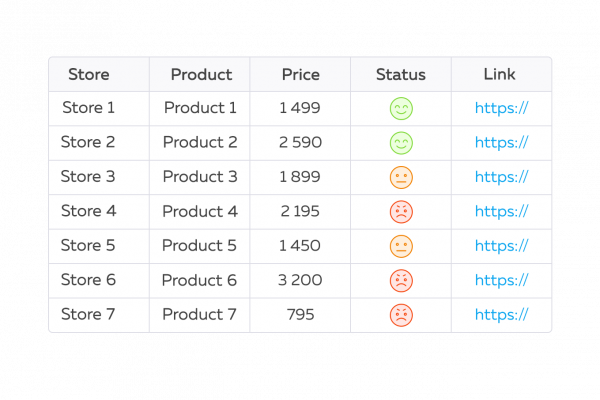 Store Product Price Status Link
Store 1 Product 1 1 499 https://
Store 2 Product 2 2 590 https://
Store 3 Product 3 1 899 https://
Store 4 Product 4 2 195 https://
Store 5 Product 5 1 450 https://
Store 6 Product 6 3 200 https://
Store 7 Product 7 795 https://